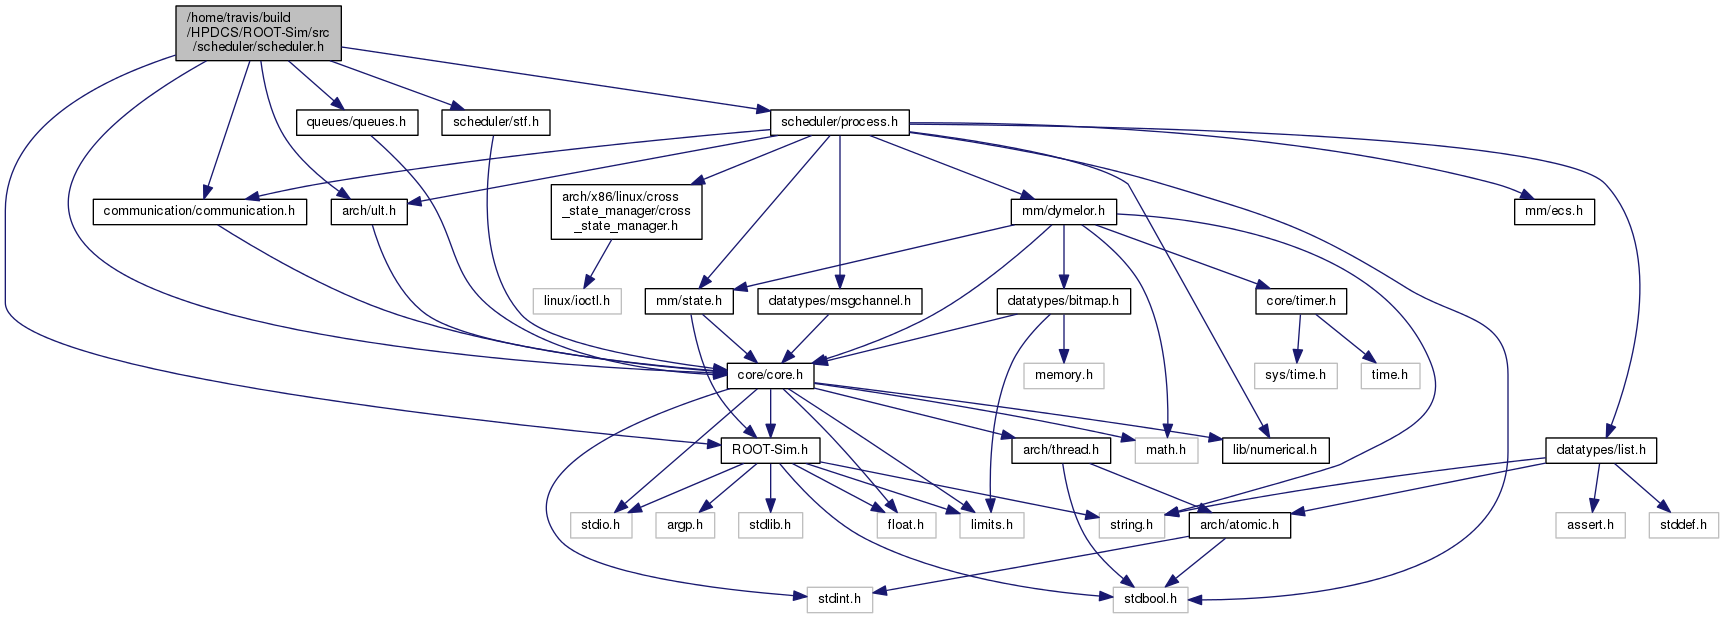 /home/travis/build
/HPDCS/ROOT-Sim/src
/scheduler/scheduler.h
queues/queues.h
scheduler/stf.h
scheduler/process.h
communication/communication.h
arch/ult.h
arch/x86/linux/cross
_state_manager/cross
_state_manager.h
mm/dymelor.h
mm/ecs.h
linux/ioctl.h
mm/state.h
datatypes/msgchannel.h
datatypes/bitmap.h
core/timer.h
core/core.h
memory.h
sys/time.h
time.h
ROOT-Sim.h
arch/thread.h
math.h
lib/numerical.h
datatypes/list.h
stdio.h
argp.h
stdlib.h
float.h
limits.h
string.h
arch/atomic.h
assert.h
stddef.h
stdint.h
stdbool.h